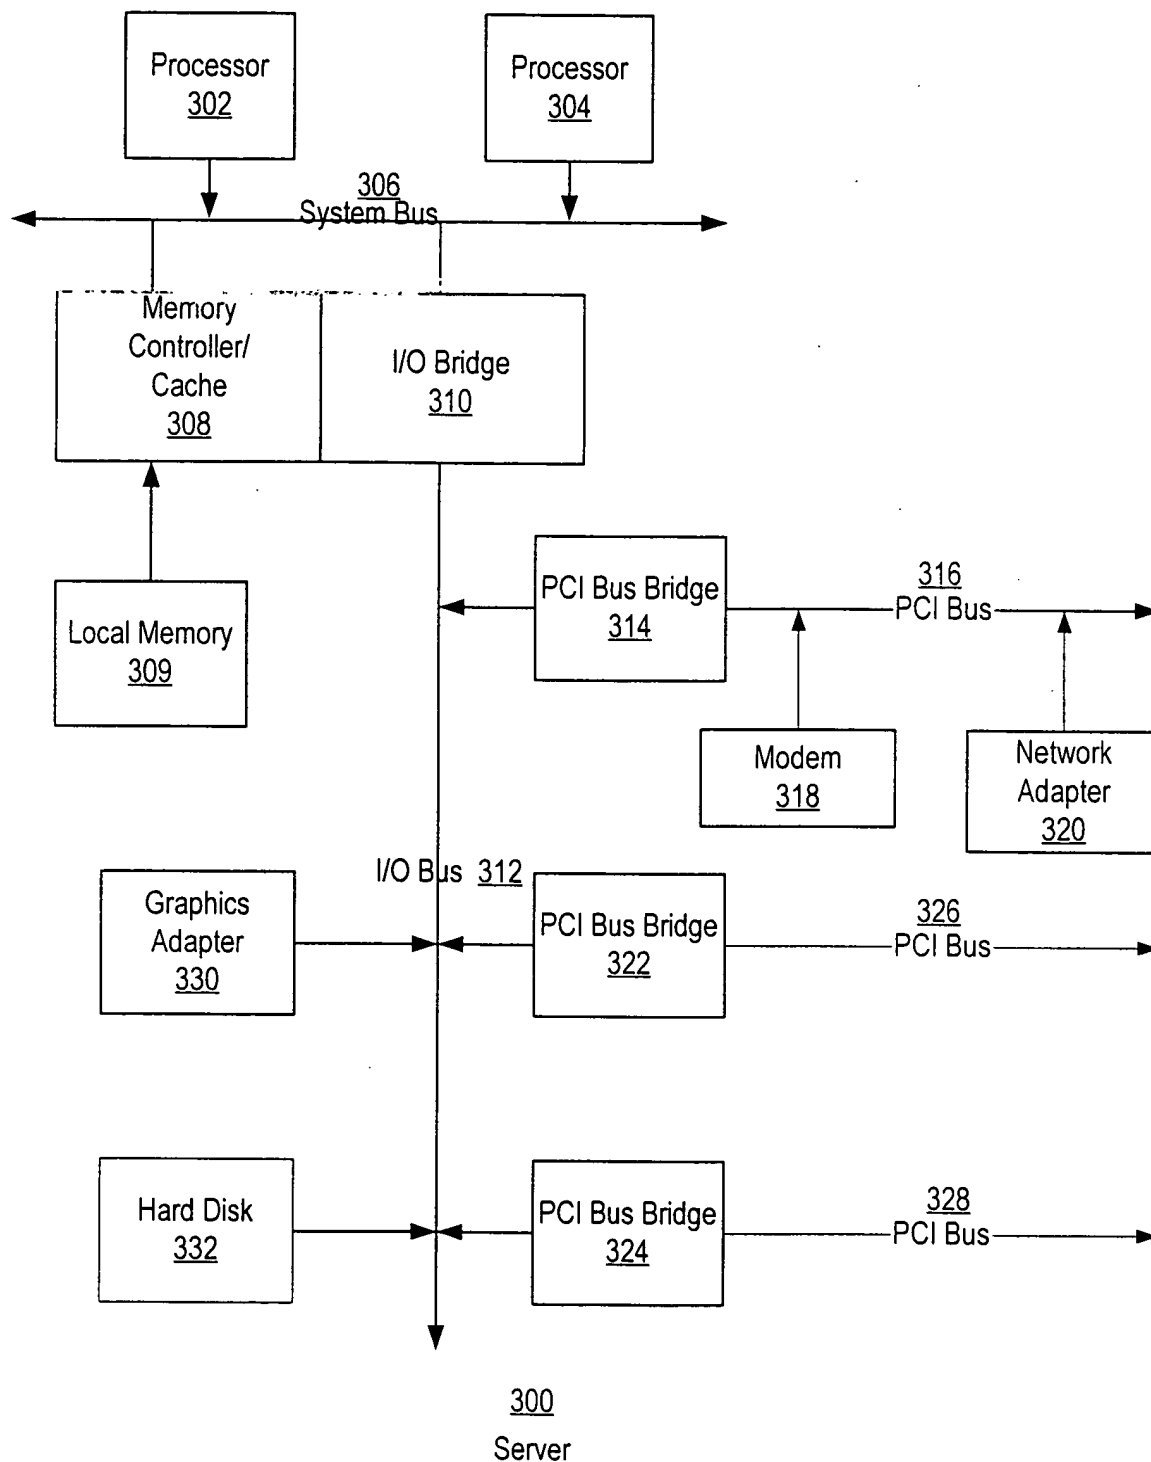 Processor
302
Processor
304
306
System Bus
Memory
Controller/
Cache
308
I/O Bridge
310
PCI Bus Bridge
314
316
PCI Bus
Local Memory
309
Modem
318
Network
Adapter
320
I/O Bus 312
Graphics
Adapter
330
PCI Bus Bridge
322
326
PCI Bus
Hard Disk
332
PCI Bus Bridge
324
328
PCI Bus
300
Server